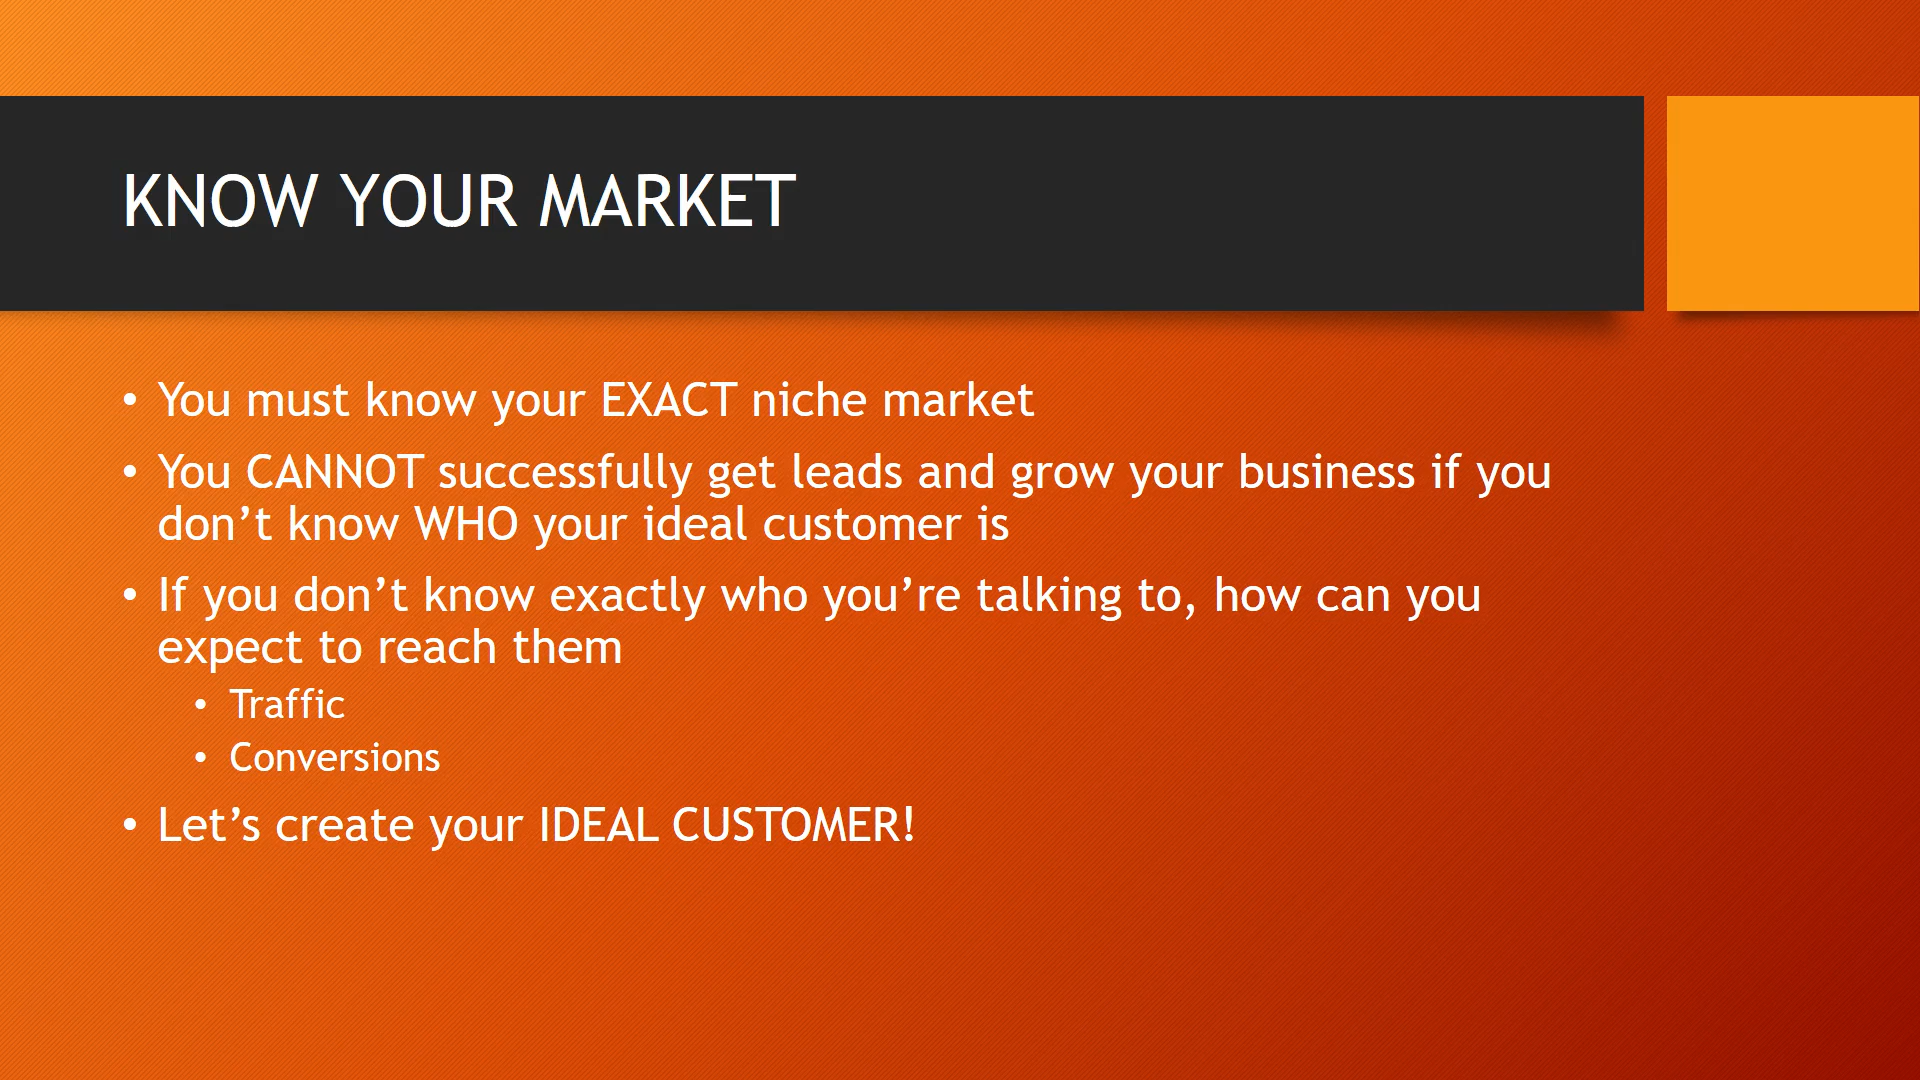 KNOW YOUR MARKET
• You must know your EXACT niche market
• You CANNOT successfully get leads and grow your business if you
don’t know WHO your ideal customer is
• If you don’t know exactly who you’re talking to, how can you
expect to reach them
• Traffic
• Conversions
• Let’s create your IDEAL CUSTOMER!